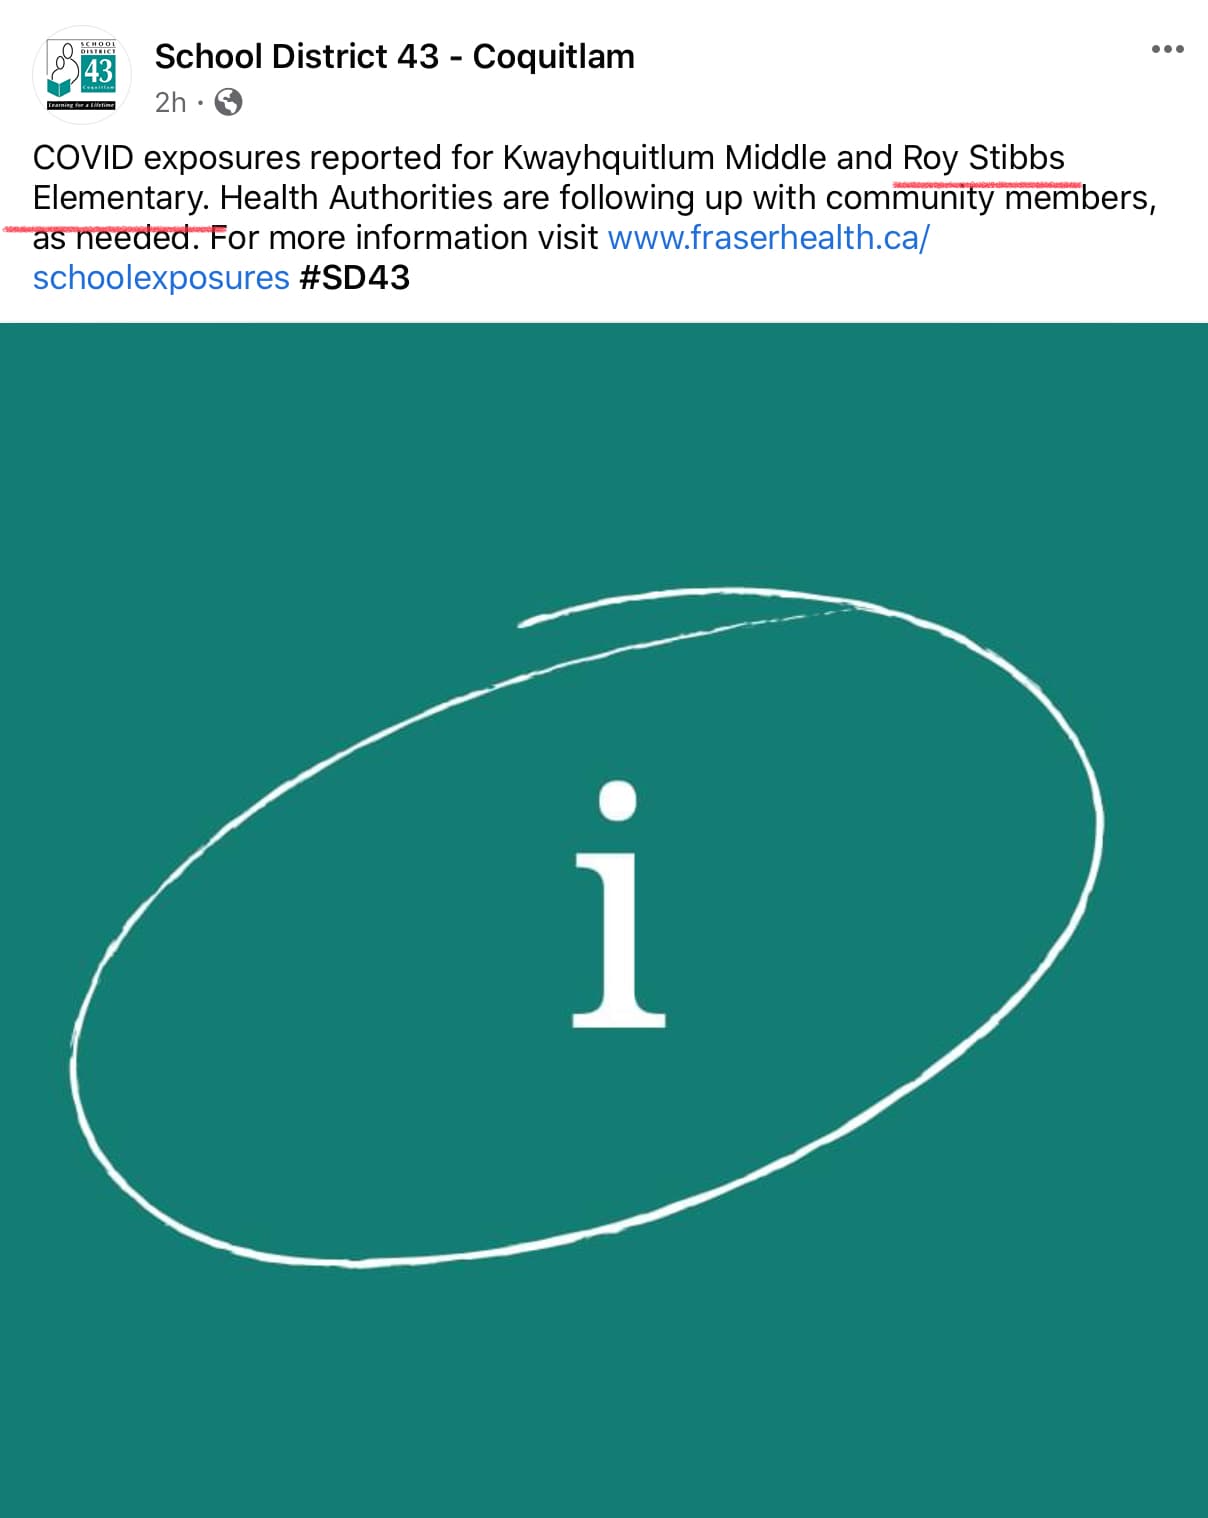 SCHOOL
DISTRICT
43
Coquitlam
Learning for a Lifetime
School District 43 - Coquitlam
2h ·
COVID exposures reported for Kwayhquitlum Middle and Roy Stibbs
Elementary. Health Authorities are following up with community members,
as needed. For more information visit www.fraserhealth.ca/
schoolexposures #SD43
i